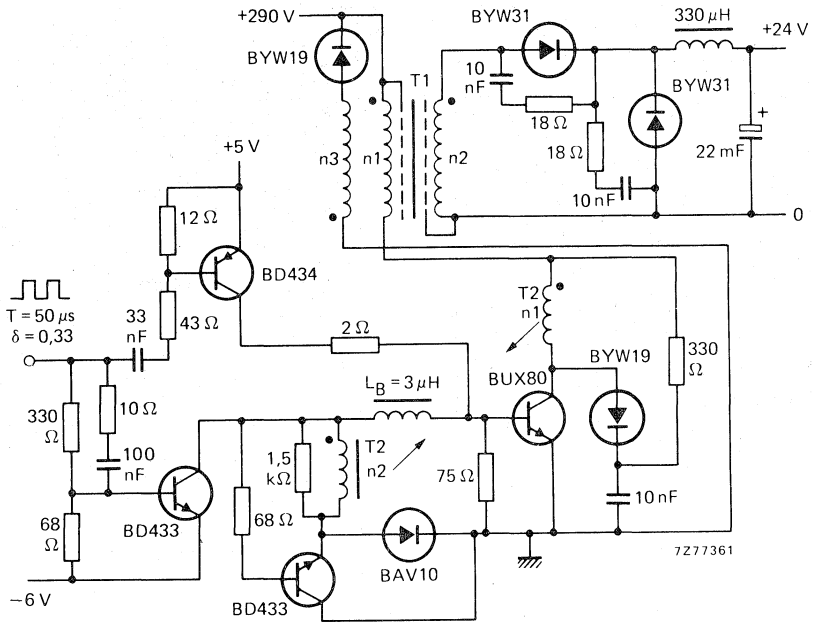 +290 V
BYW19
BYW31
330 μH
+24 V
10
nF
T1
BYW31
18 Ω
n3
n1
n2
18 Ω
+
22 mF
10
nF
+5 V
0
12 Ω
BD434
T = 50 μs
δ = 0,33
33
nF
43 Ω
T2
n1
2 Ω
BYW19
330
Ω
L_B = 3 μH
BUX80
330
Ω
10 Ω
1,5
kΩ
T2
n2
100
nF
75 Ω
10 nF
68
Ω
BD433
68 Ω
7Z77361
BAV10
−6 V
BD433